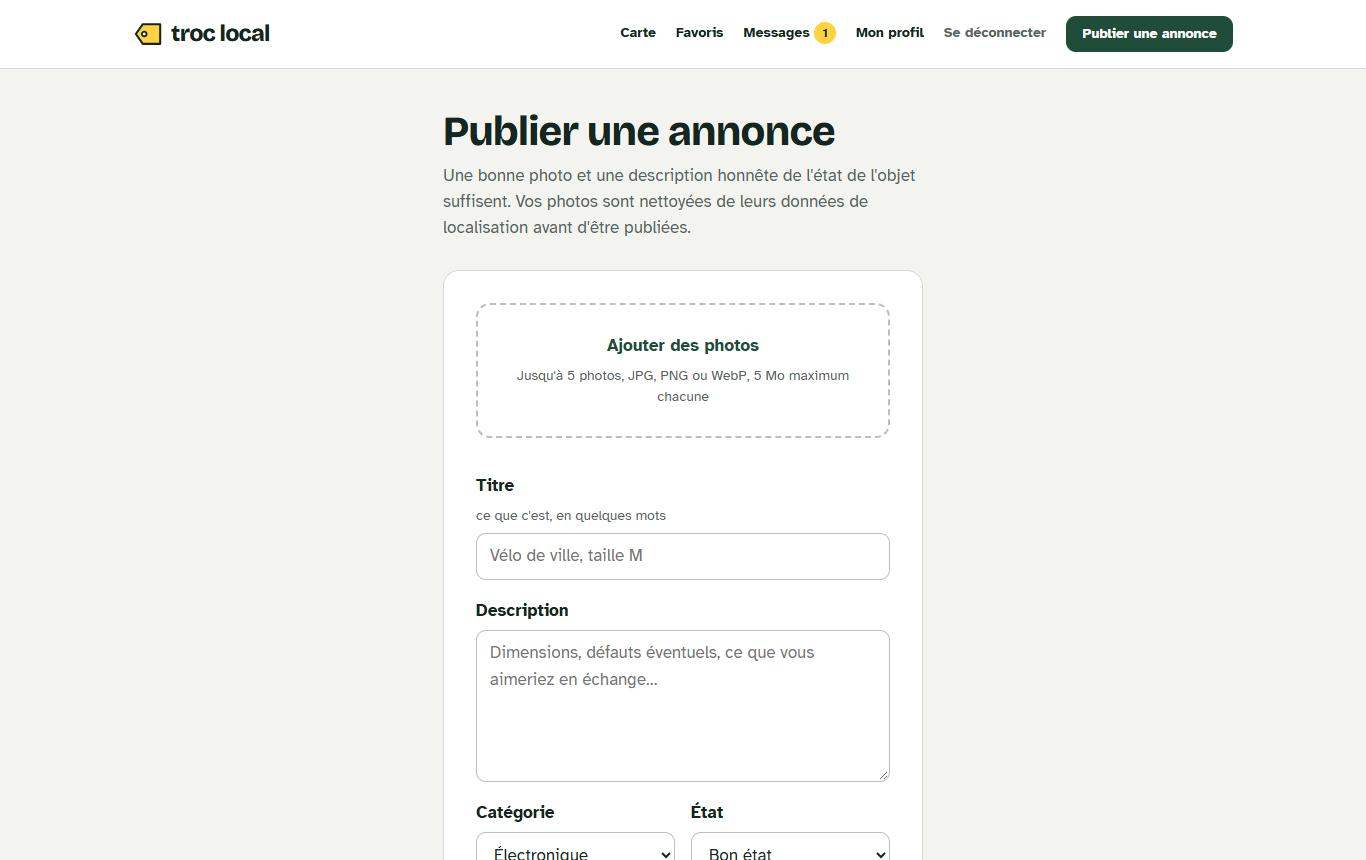 troc local
Carte Favoris Messages 1 Mon profil Se déconnecter Publier une annonce
Publier une annonce
Une bonne photo et une description honnête de l'état de l'objet
suffisent. Vos photos sont nettoyées de leurs données de
localisation avant d'être publiées.
Ajouter des photos
Jusqu'à 5 photos, JPG, PNG ou WebP, 5 Mo maximum
chacune
Titre
ce que c'est, en quelques mots
Vélo de ville, taille M
Description
Dimensions, défauts éventuels, ce que vous
aimeriez en échange...
Catégorie État
Électronique Bon état